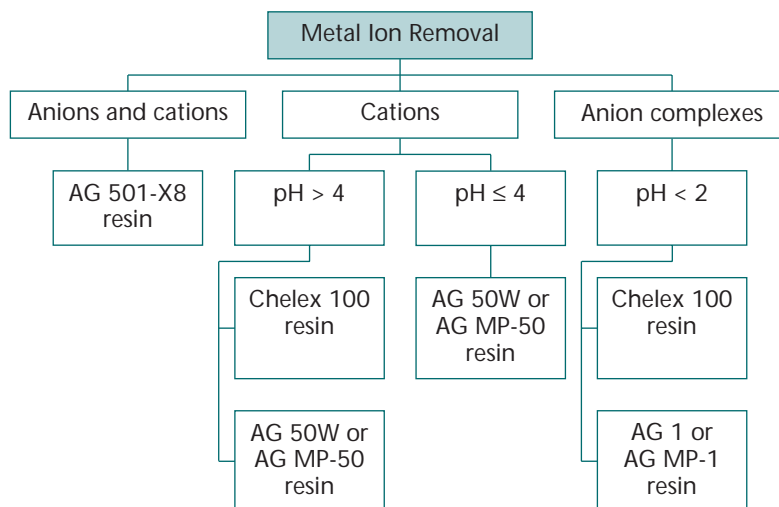 Metal Ion Removal
Anions and cations
Cations
Anion complexes
AG 501-X8
resin
pH > 4
pH ≤ 4
pH < 2
Chelex 100
resin
AG 50W or
AG MP-50
resin
Chelex 100
resin
AG 50W or
AG MP-50
resin
AG 1 or
AG MP-1
resin